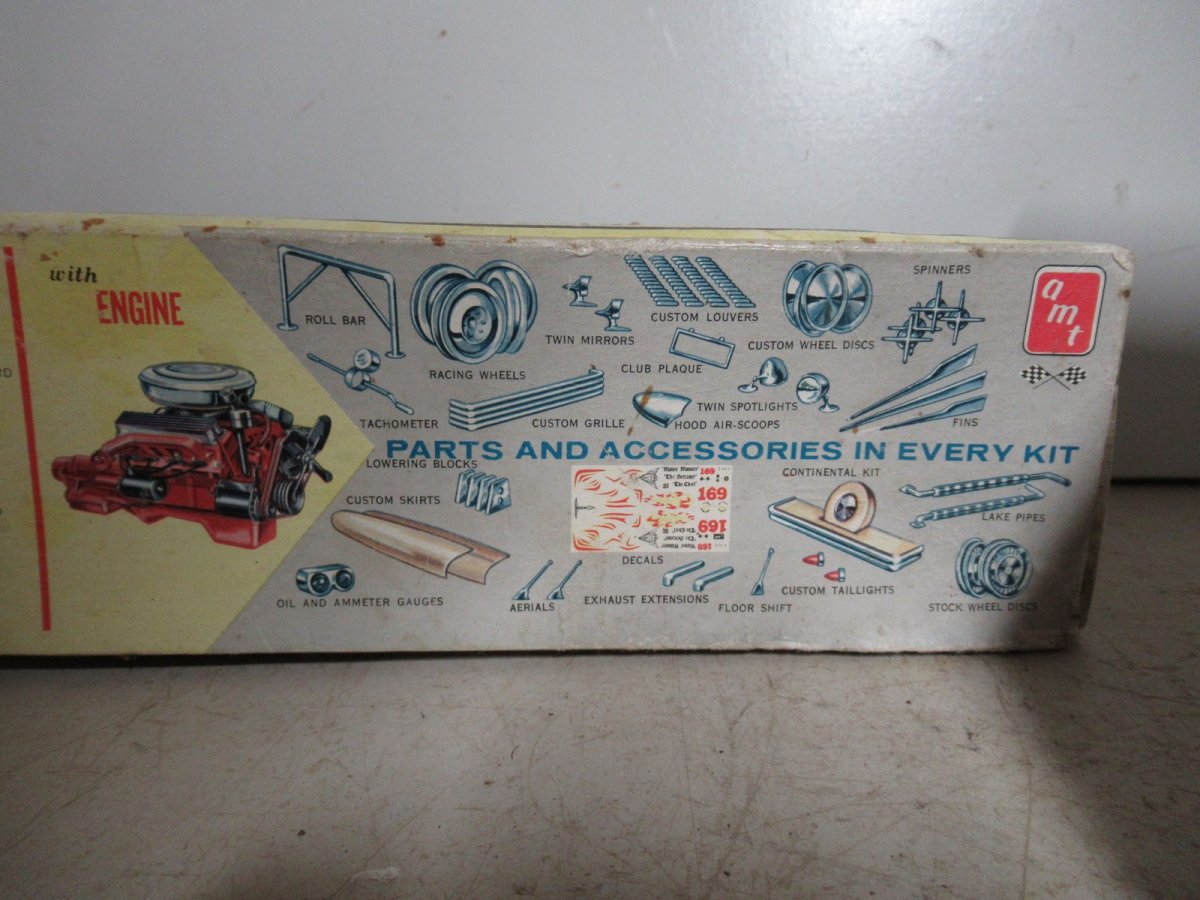 with
ENGINE
RD
ROLL BAR
RACING WHEELS
TWIN MIRRORS
CUSTOM LOUVERS
CLUB PLAQUE
CUSTOM WHEEL DISCS
SPINNERS
amt
TACHOMETER
CUSTOM GRILLE
TWIN SPOTLIGHTS
HOOD AIR-SCOOPS
FINS
PARTS AND ACCESSORIES IN EVERY KIT
LOWERING BLOCKS
CUSTOM SKIRTS
169
169
169
169
DECALS
CONTINENTAL KIT
LAKE PIPES
OIL AND AMMETER GAUGES
AERIALS
EXHAUST EXTENSIONS
FLOOR SHIFT
CUSTOM TAILLIGHTS
STOCK WHEEL DISCS